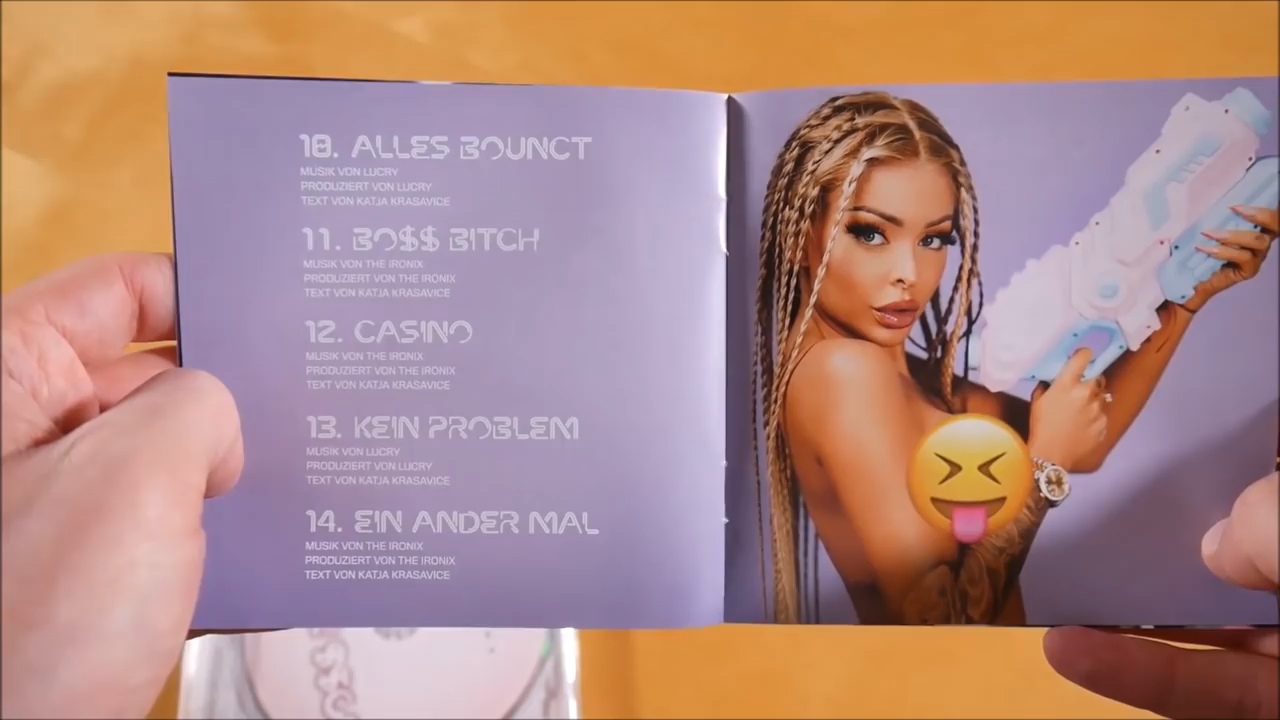 10. ALLES BOUNCT
MUSIK VON LUCRY
PRODUZIERT VON LUCRY
TEXT VON KATJA KRASAVICE
11. BO$$ BITCH
MUSIK VON THE IRONIX
PRODUZIERT VON THE IRONIX
TEXT VON KATJA KRASAVICE
12. CASINO
MUSIK VON THE IRONIX
PRODUZIERT VON THE IRONIX
TEXT VON KATJA KRASAVICE
13. KEIN PROBLEM
MUSIK VON LUCRY
PRODUZIERT VON LUCRY
TEXT VON KATJA KRASAVICE
14. EIN ANDER MAL
MUSIK VON THE IRONIX
PRODUZIERT VON THE IRONIX
TEXT VON KATJA KRASAVICE